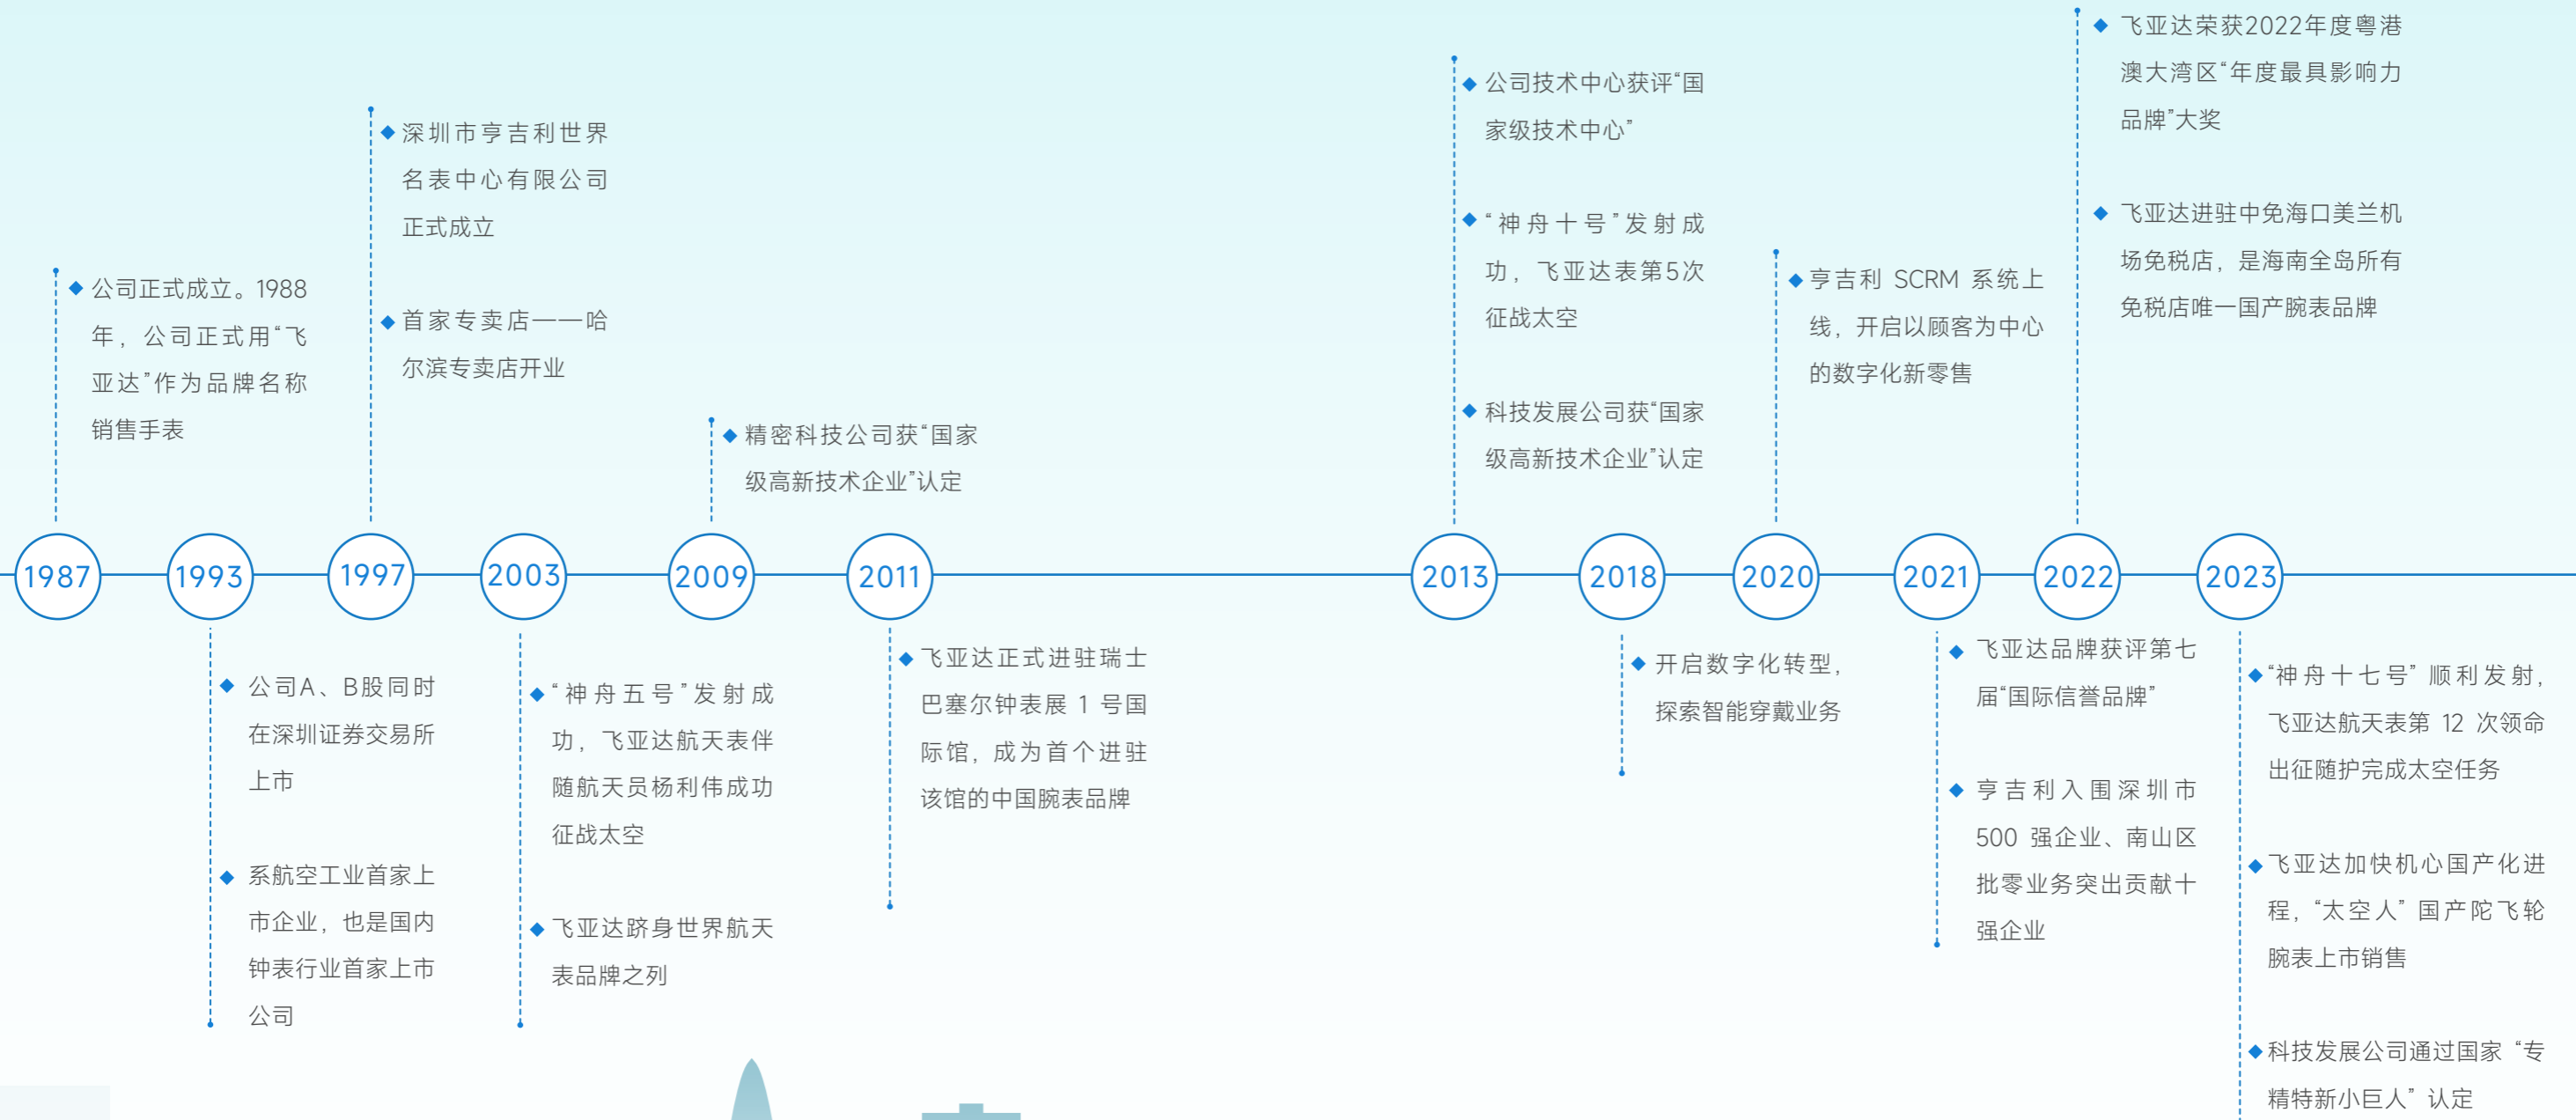 1987
公司正式成立。1988
年，公司正式用“飞
亚达”作为品牌名称
销售手表
1993
公司A、B股同时
在深圳证券交易所
上市
系航空工业首家上
市企业，也是国内
钟表行业首家上市
公司
1997
深圳市亨吉利世界
名表中心有限公司
正式成立
首家专卖店——哈
尔滨专卖店开业
2003
“神舟五号”发射成
功，飞亚达航天表伴
随航天员杨利伟成功
征战太空
飞亚达跻身世界航天
表品牌之列
2009
精密科技公司获“国家
级高新技术企业”认定
2011
飞亚达正式进驻瑞士
巴塞尔钟表展 1 号国
际馆，成为首个进驻
该馆的中国腕表品牌
2013
公司技术中心获评“国
家级技术中心”
“神舟十号”发射成
功，飞亚达表第5次
征战太空
科技发展公司获“国家
级高新技术企业”认定
2018
开启数字化转型，
探索智能穿戴业务
2020
亨吉利 SCRM 系统上
线，开启以顾客为中心
的数字化新零售
2021
飞亚达品牌获评第七
届“国际信誉品牌”
亨吉利入围深圳市
500 强企业、南山区
批零业务突出贡献十
强企业
2022
飞亚达荣获2022年度粤港
澳大湾区“年度最具影响力
品牌”大奖
飞亚达进驻中免海口美兰机
场免税店，是海南全岛所有
免税店唯一国产腕表品牌
2023
“神舟十七号” 顺利发射，
飞亚达航天表第 12 次领命
出征随护完成太空任务
飞亚达加快机心国产化进
程，“太空人” 国产陀飞轮
腕表上市销售
科技发展公司通过国家 “专
精特新小巨人” 认定